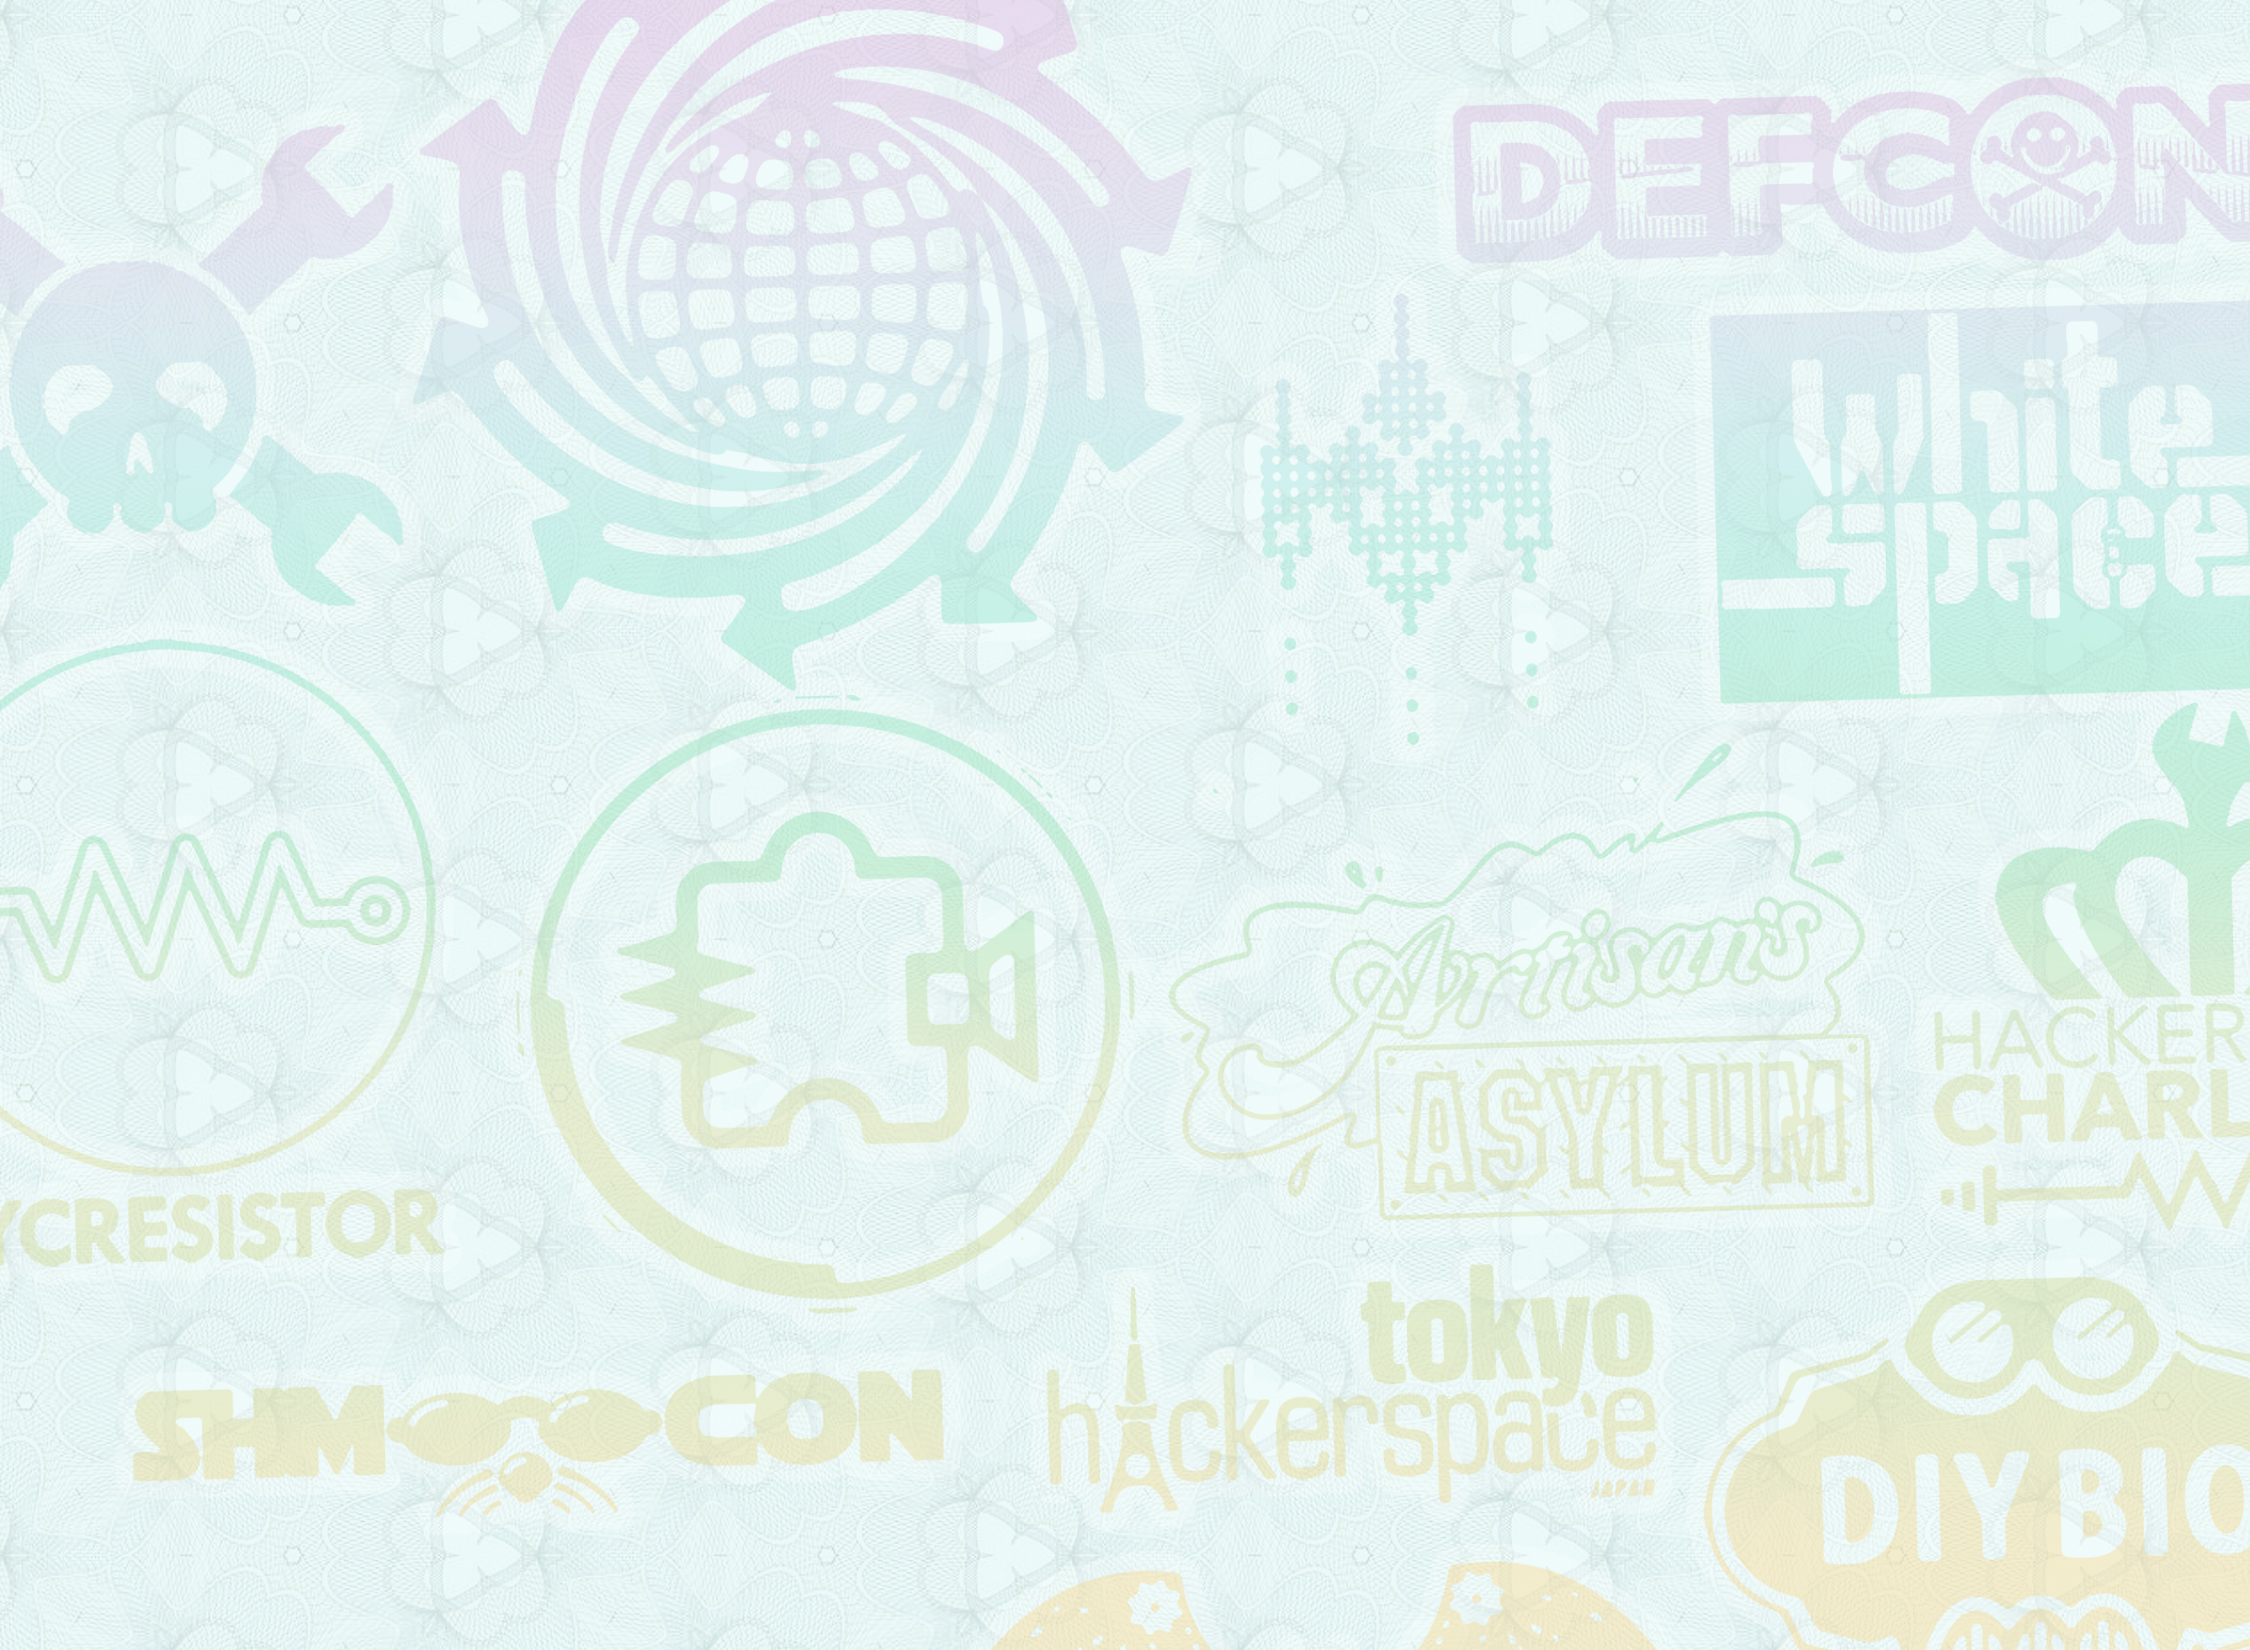 DEFCON
white
space
Artisan's
ASYLUM
HACKER
CHARL
YCRESISTOR
tokyo
hackerspace
JAPAN
SHMOOCON
DIYBIO